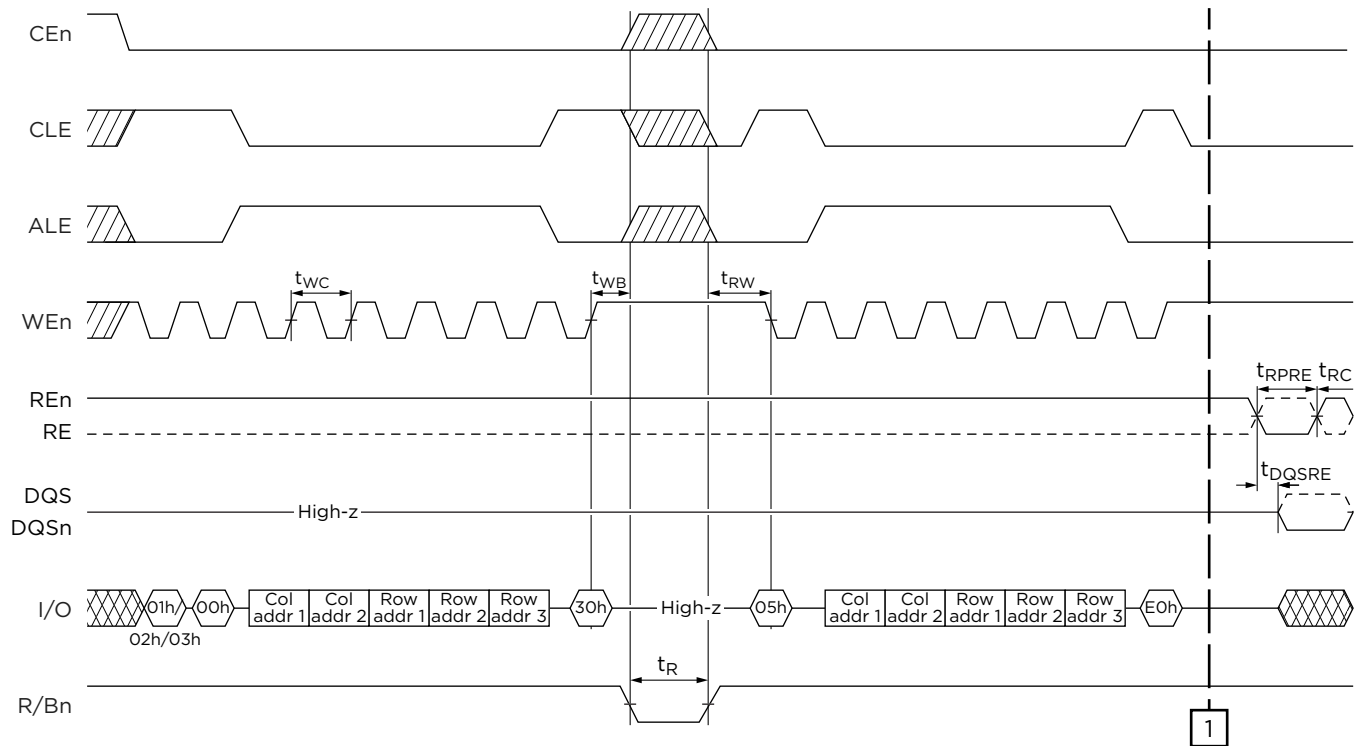 CEn
CLE
ALE
tWC
tWB
tRW
WEn
tRPRE
tRC
REn
RE
tDQSRE
DQS
High-z
DQSn
I/O
01h/
02h/03h
00h
Col addr 1
Col addr 2
Row addr 1
Row addr 2
Row addr 3
30h
High-z
05h
Col addr 1
Col addr 2
Row addr 1
Row addr 2
Row addr 3
E0h
tR
R/Bn
1